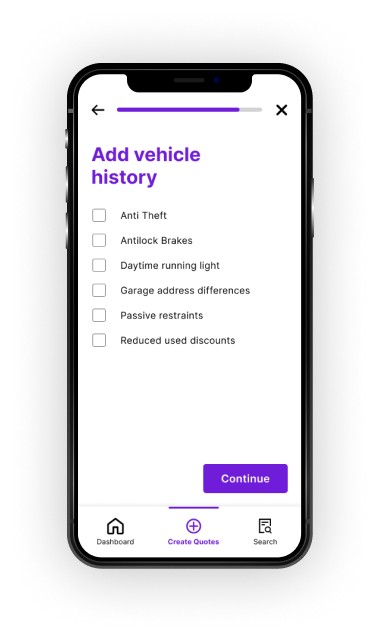 Add vehicle
history
Anti Theft
Antilock Brakes
Daytime running light
Garage address differences
Passive restraints
Reduced used discounts
Continue
Dashboard
Create Quotes
Search